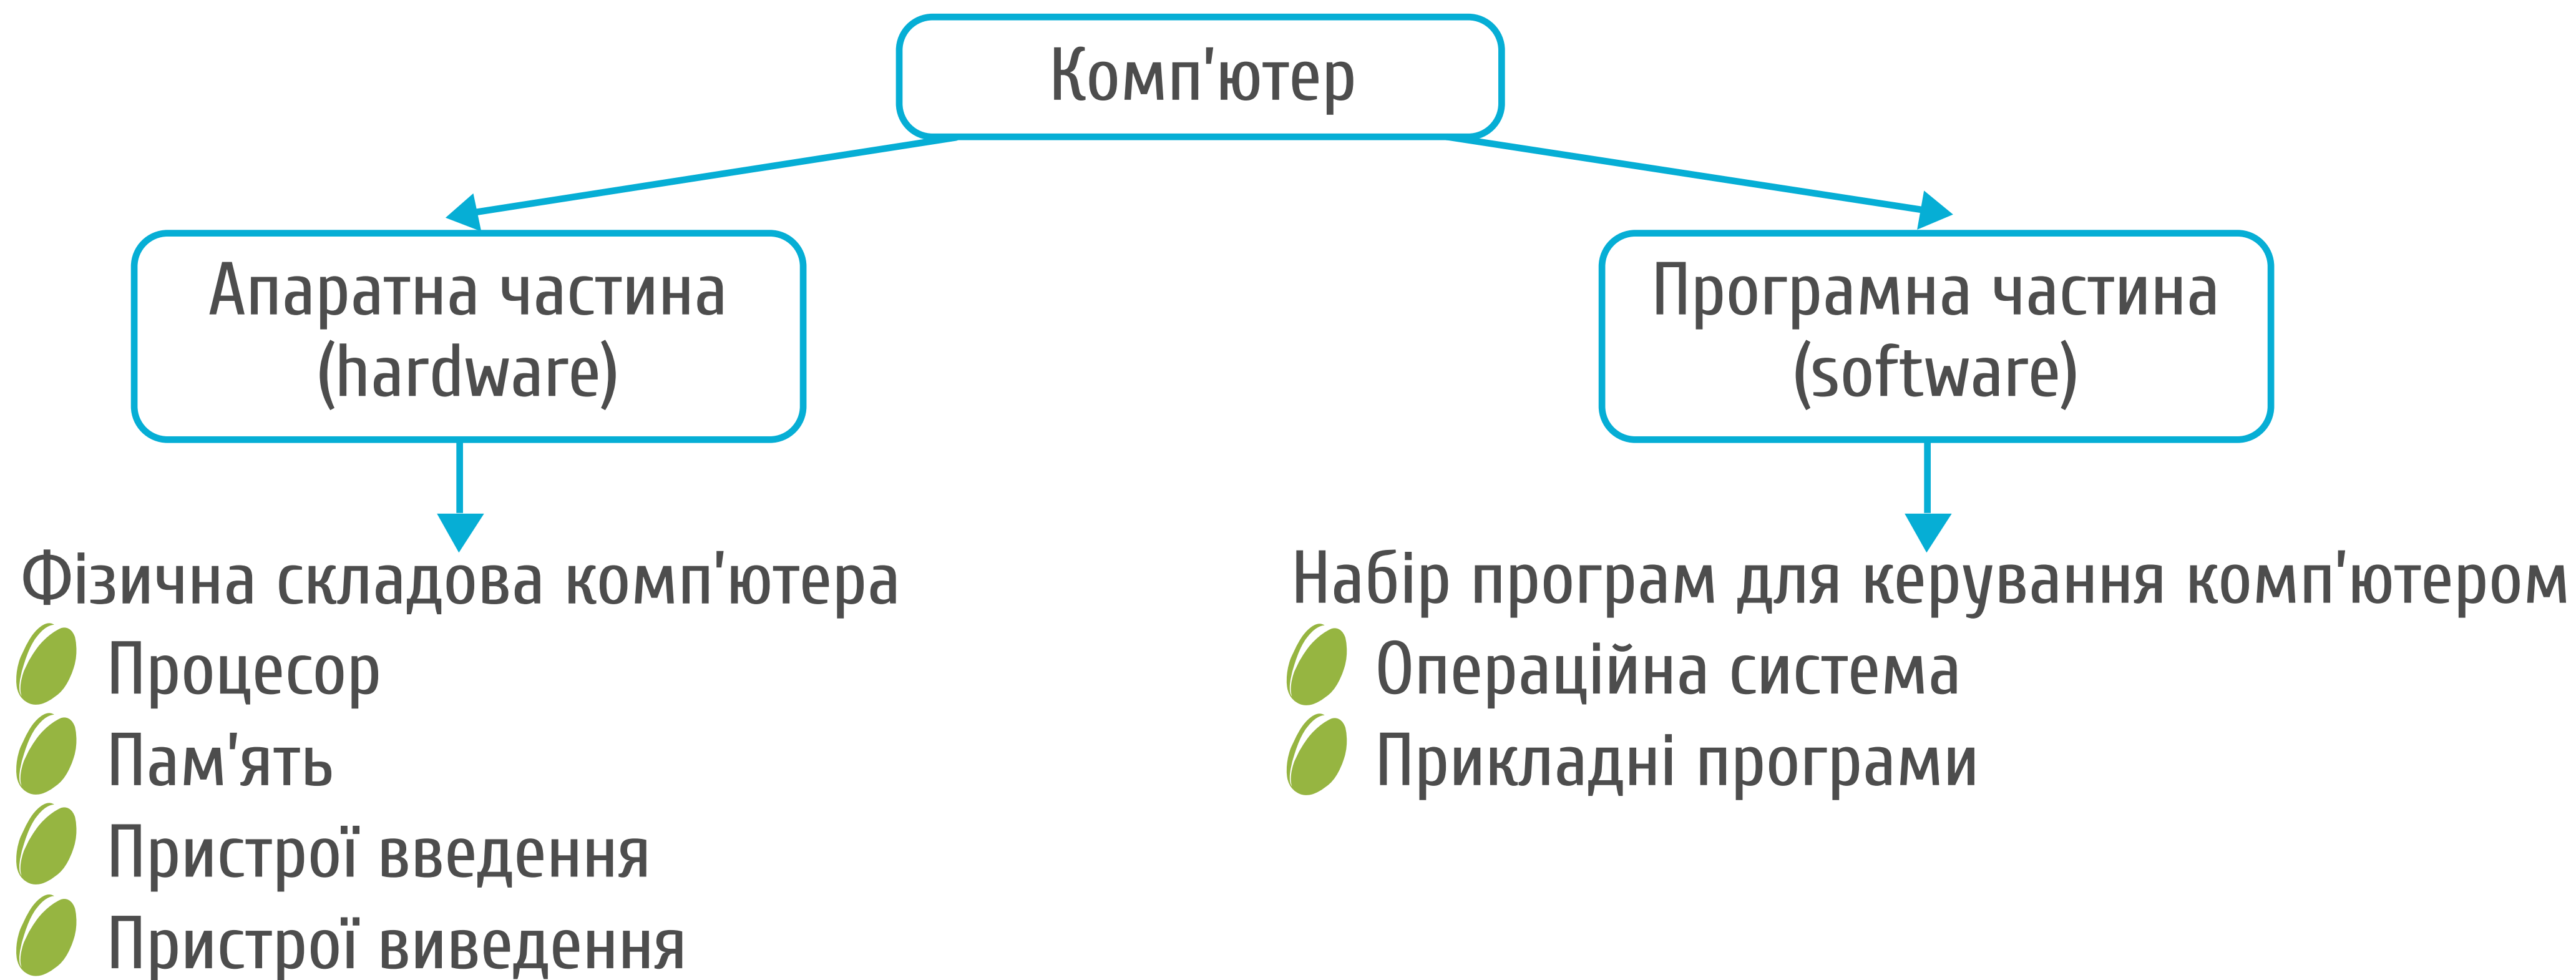 Комп'ютер
Апаратна частина
(hardware)
Фізична складова комп'ютера
Процесор
Пам'ять
Пристрої введення
Пристрої виведення
Програмна частина
(software)
Набір програм для керування комп'ютером
Операційна система
Прикладні програми